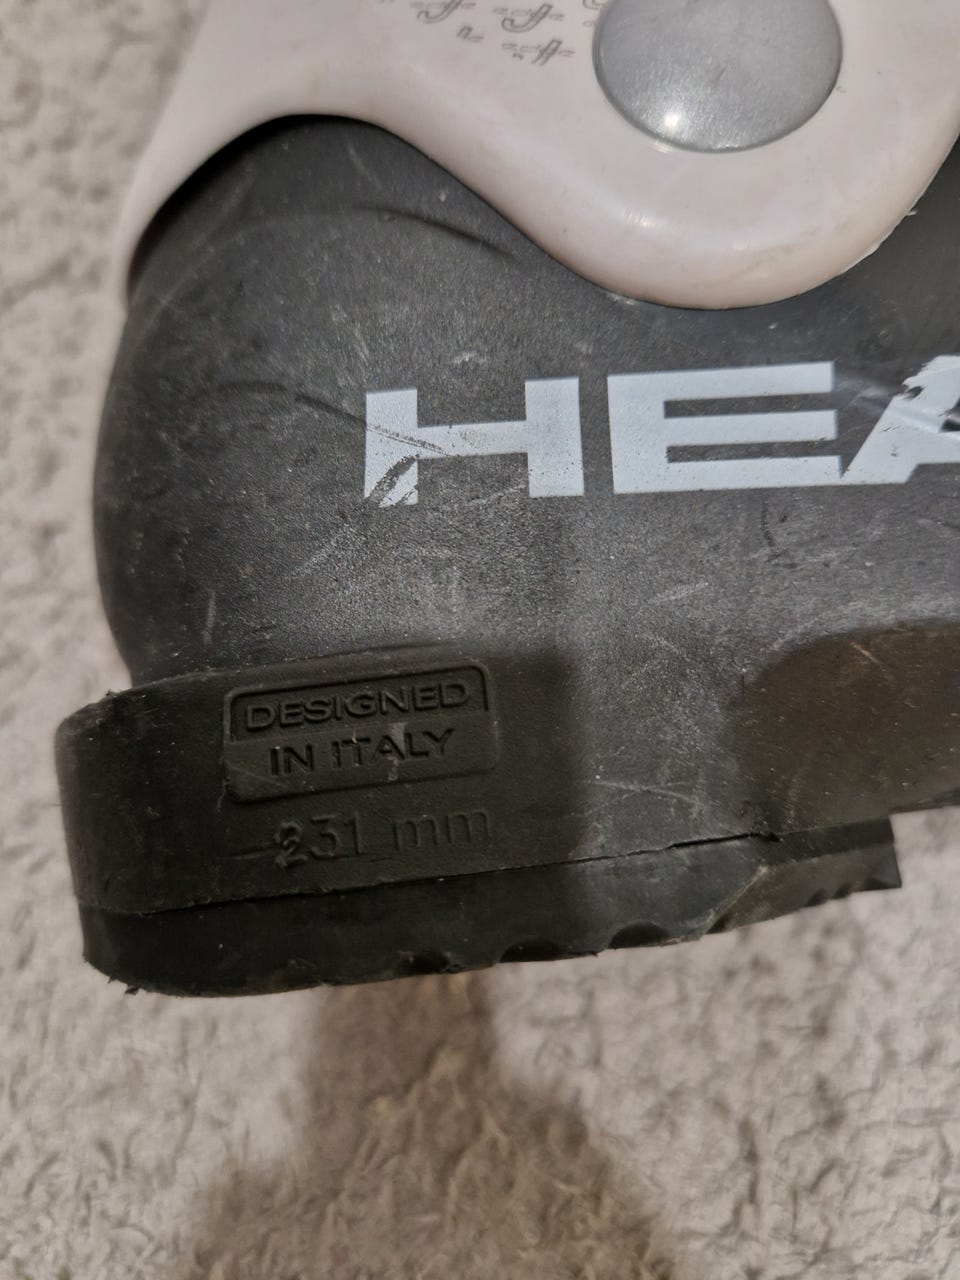 HEA
DESIGNED
IN ITALY
231 mm